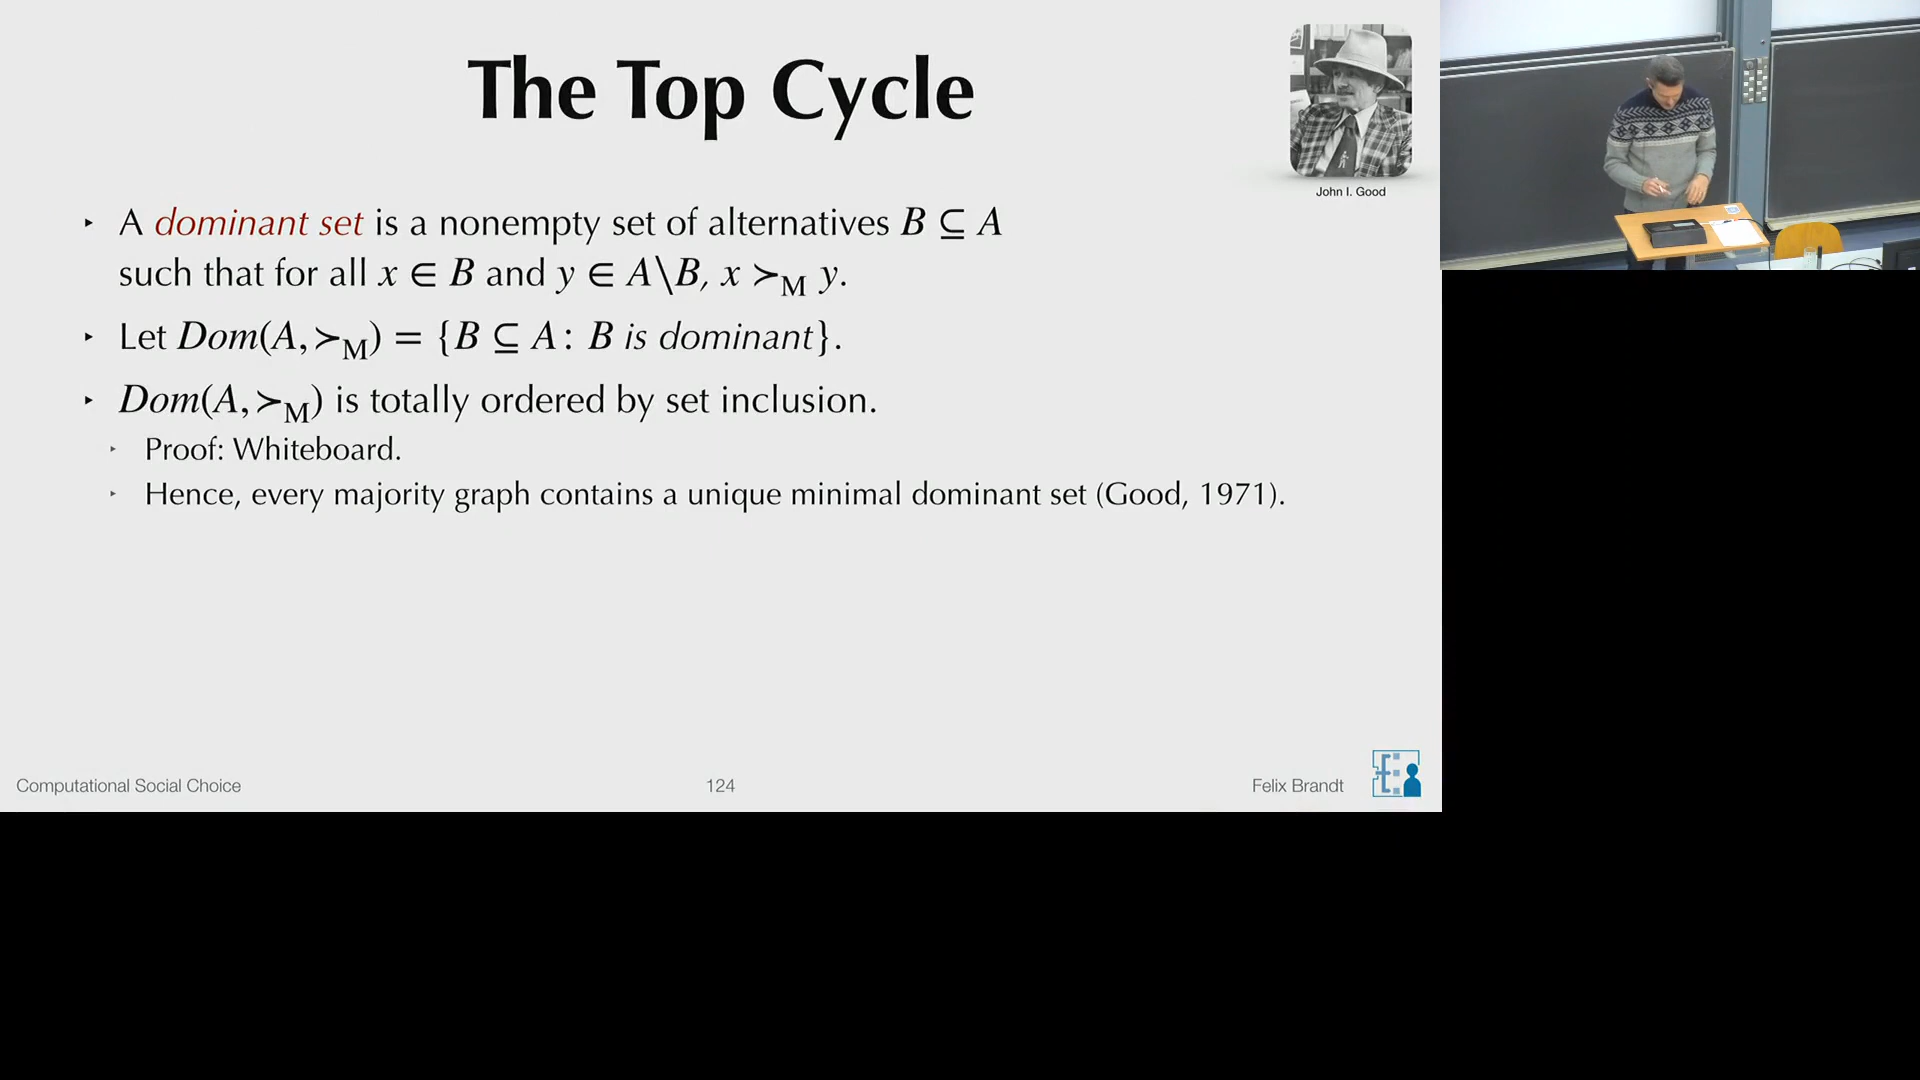 The Top Cycle
John I. Good
‣ A dominant set is a nonempty set of alternatives B ⊆ A
such that for all x ∈ B and y ∈ A\B, x ≻M y.
‣ Let Dom(A, ≻M) = {B ⊆ A : B is dominant}.
‣ Dom(A, ≻M) is totally ordered by set inclusion.
‣ Proof: Whiteboard.
‣ Hence, every majority graph contains a unique minimal dominant set (Good, 1971).
Computational Social Choice
124
Felix Brandt